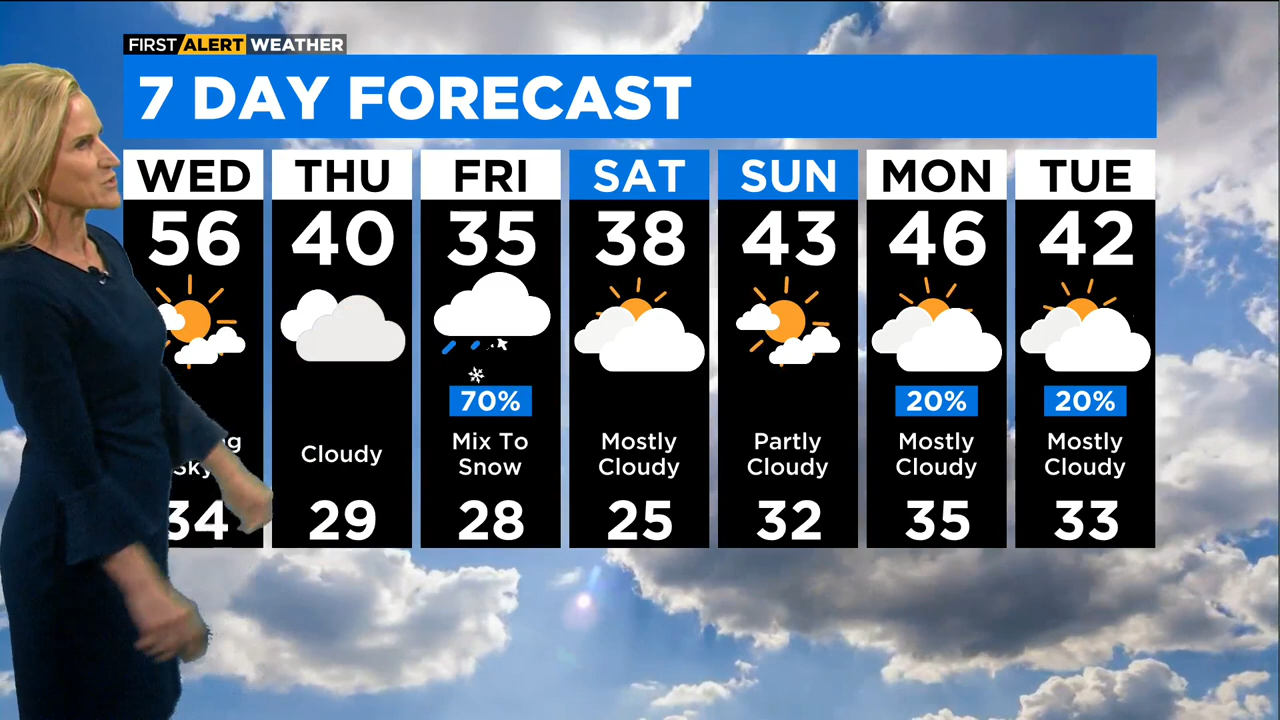 FIRST ALERT WEATHER
7 DAY FORECAST
WED THU FRI SAT SUN MON TUE
56 40 35 38 43 46 42
70% 20% 20%
Cloudy
Mix To
Snow
Mostly
Cloudy
Partly
Cloudy
Mostly
Cloudy
Mostly
Cloudy
34 29 28 25 32 35 33